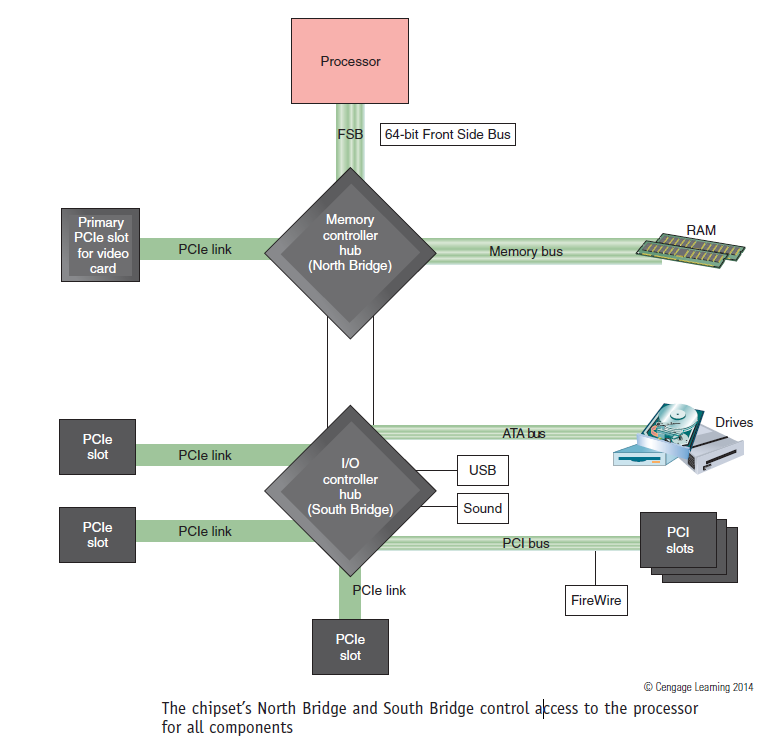 Processor
FSB
64-bit Front Side Bus
Primary
PCIe slot
for video
card
PCIe link
Memory
controller
hub
(North Bridge)
Memory bus
RAM
PCIe
slot
PCIe link
I/O
controller
hub
(South Bridge)
ATA bus
Drives
USB
Sound
PCIe
slot
PCIe link
PCI bus
PCI
slots
FireWire
PCIe link
PCIe
slot
© Cengage Learning 2014
The chipset's North Bridge and South Bridge control access to the processor
for all components